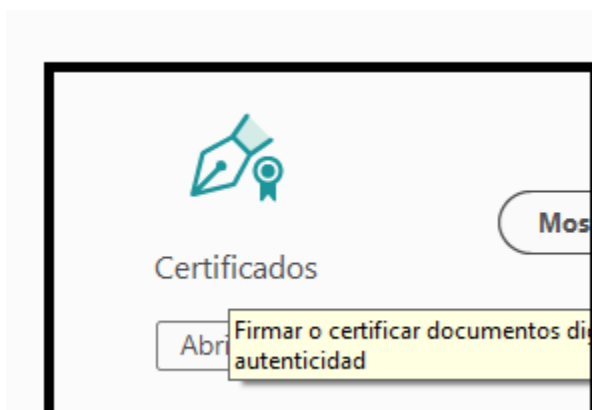 Mos
Certificados
Abri
Firmar o certificar documentos di
autenticidad